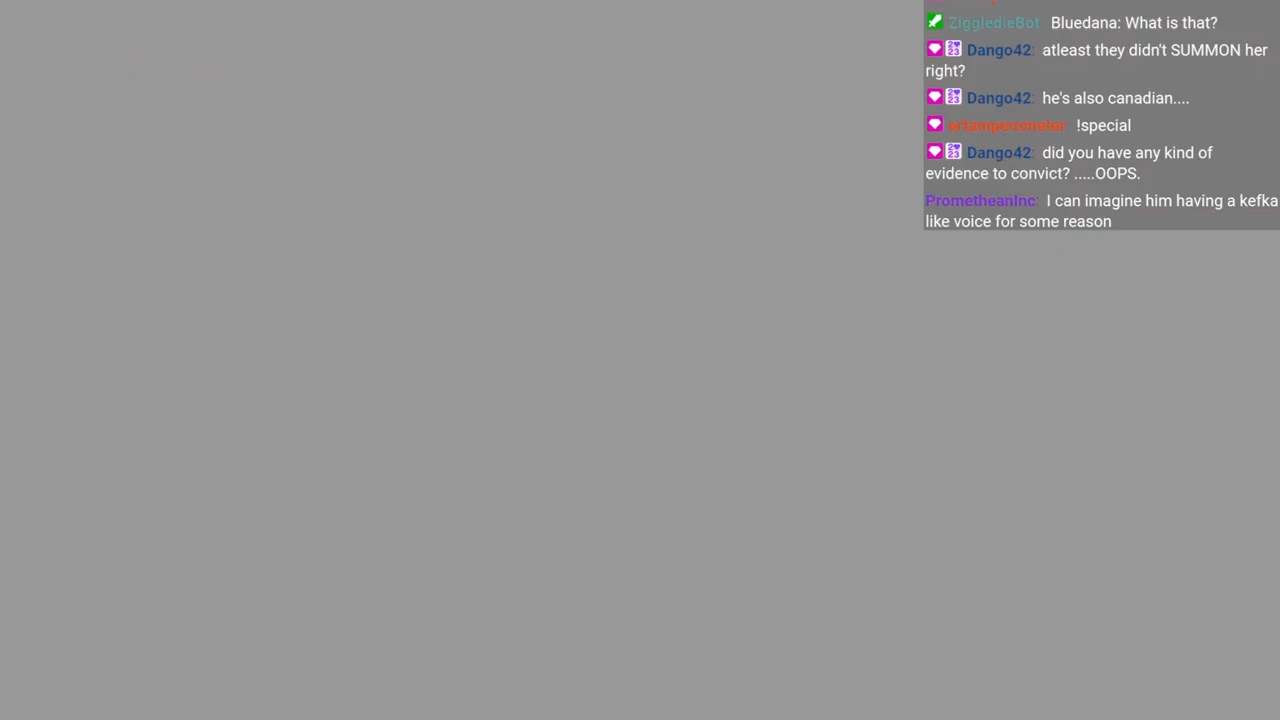 ZiggledieBot Bluedana: What is that?
Dango42: atleast they didn't SUMMON her
right?
Dango42: he's also canadian....
!special
Dango42: did you have any kind of
evidence to convict? .....OOPS.
PrometheanInc: I can imagine him having a kefka
like voice for some reason